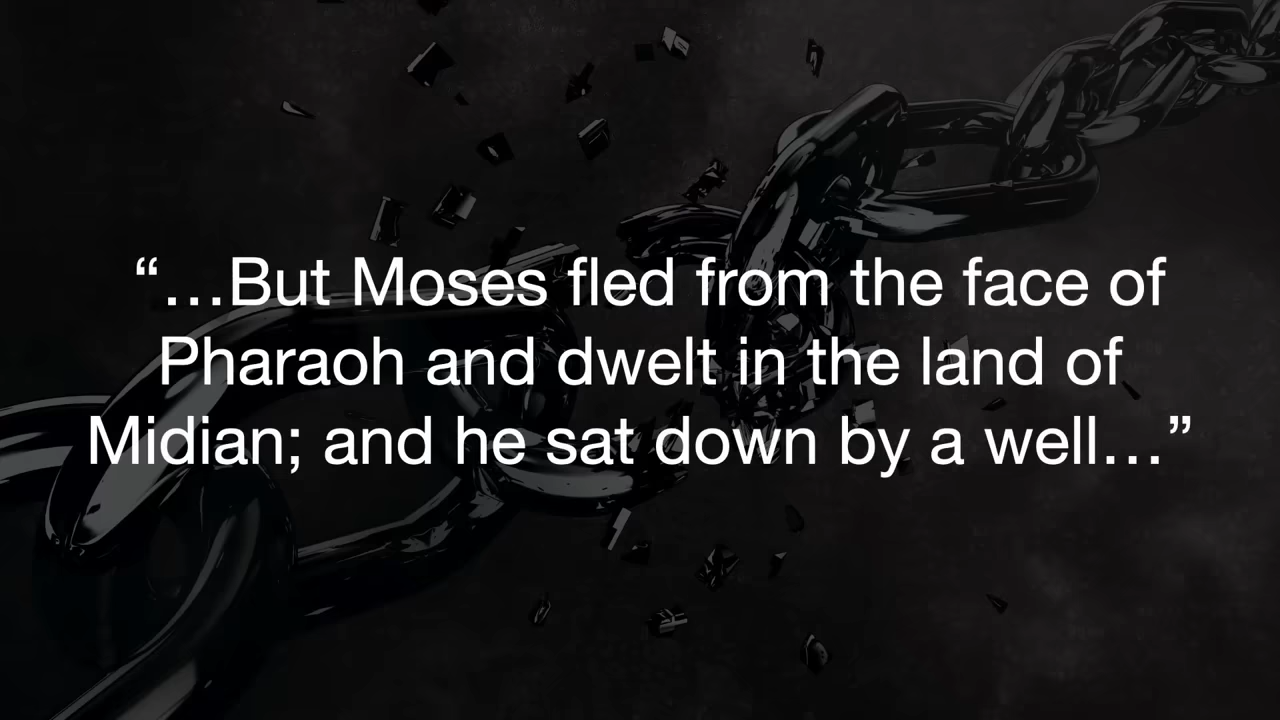 “…But Moses fled from the face of
Pharaoh and dwelt in the land of
Midian; and he sat down by a well…”